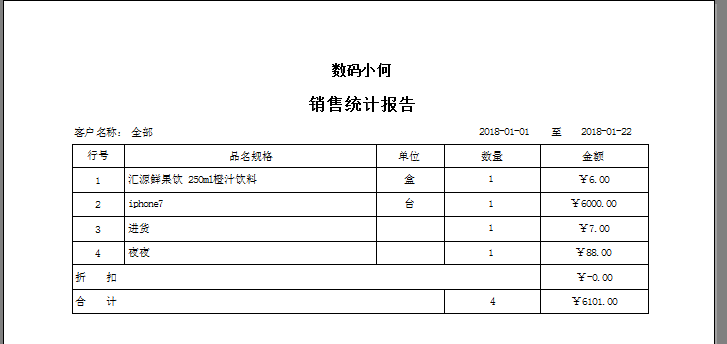 数码小何
销售统计报告
客户名称: 全部 2018-01-01 至 2018-01-22
行号 品名规格 单位 数量 金额
1 汇源鲜果饮 250ml橙汁饮料 盒 1 ￥6.00
2 iphone7 台 1 ￥6000.00
3 进货 1 ￥7.00
4 夜夜 1 ￥88.00
折 扣 ￥-0.00
合 计 4 ￥6101.00